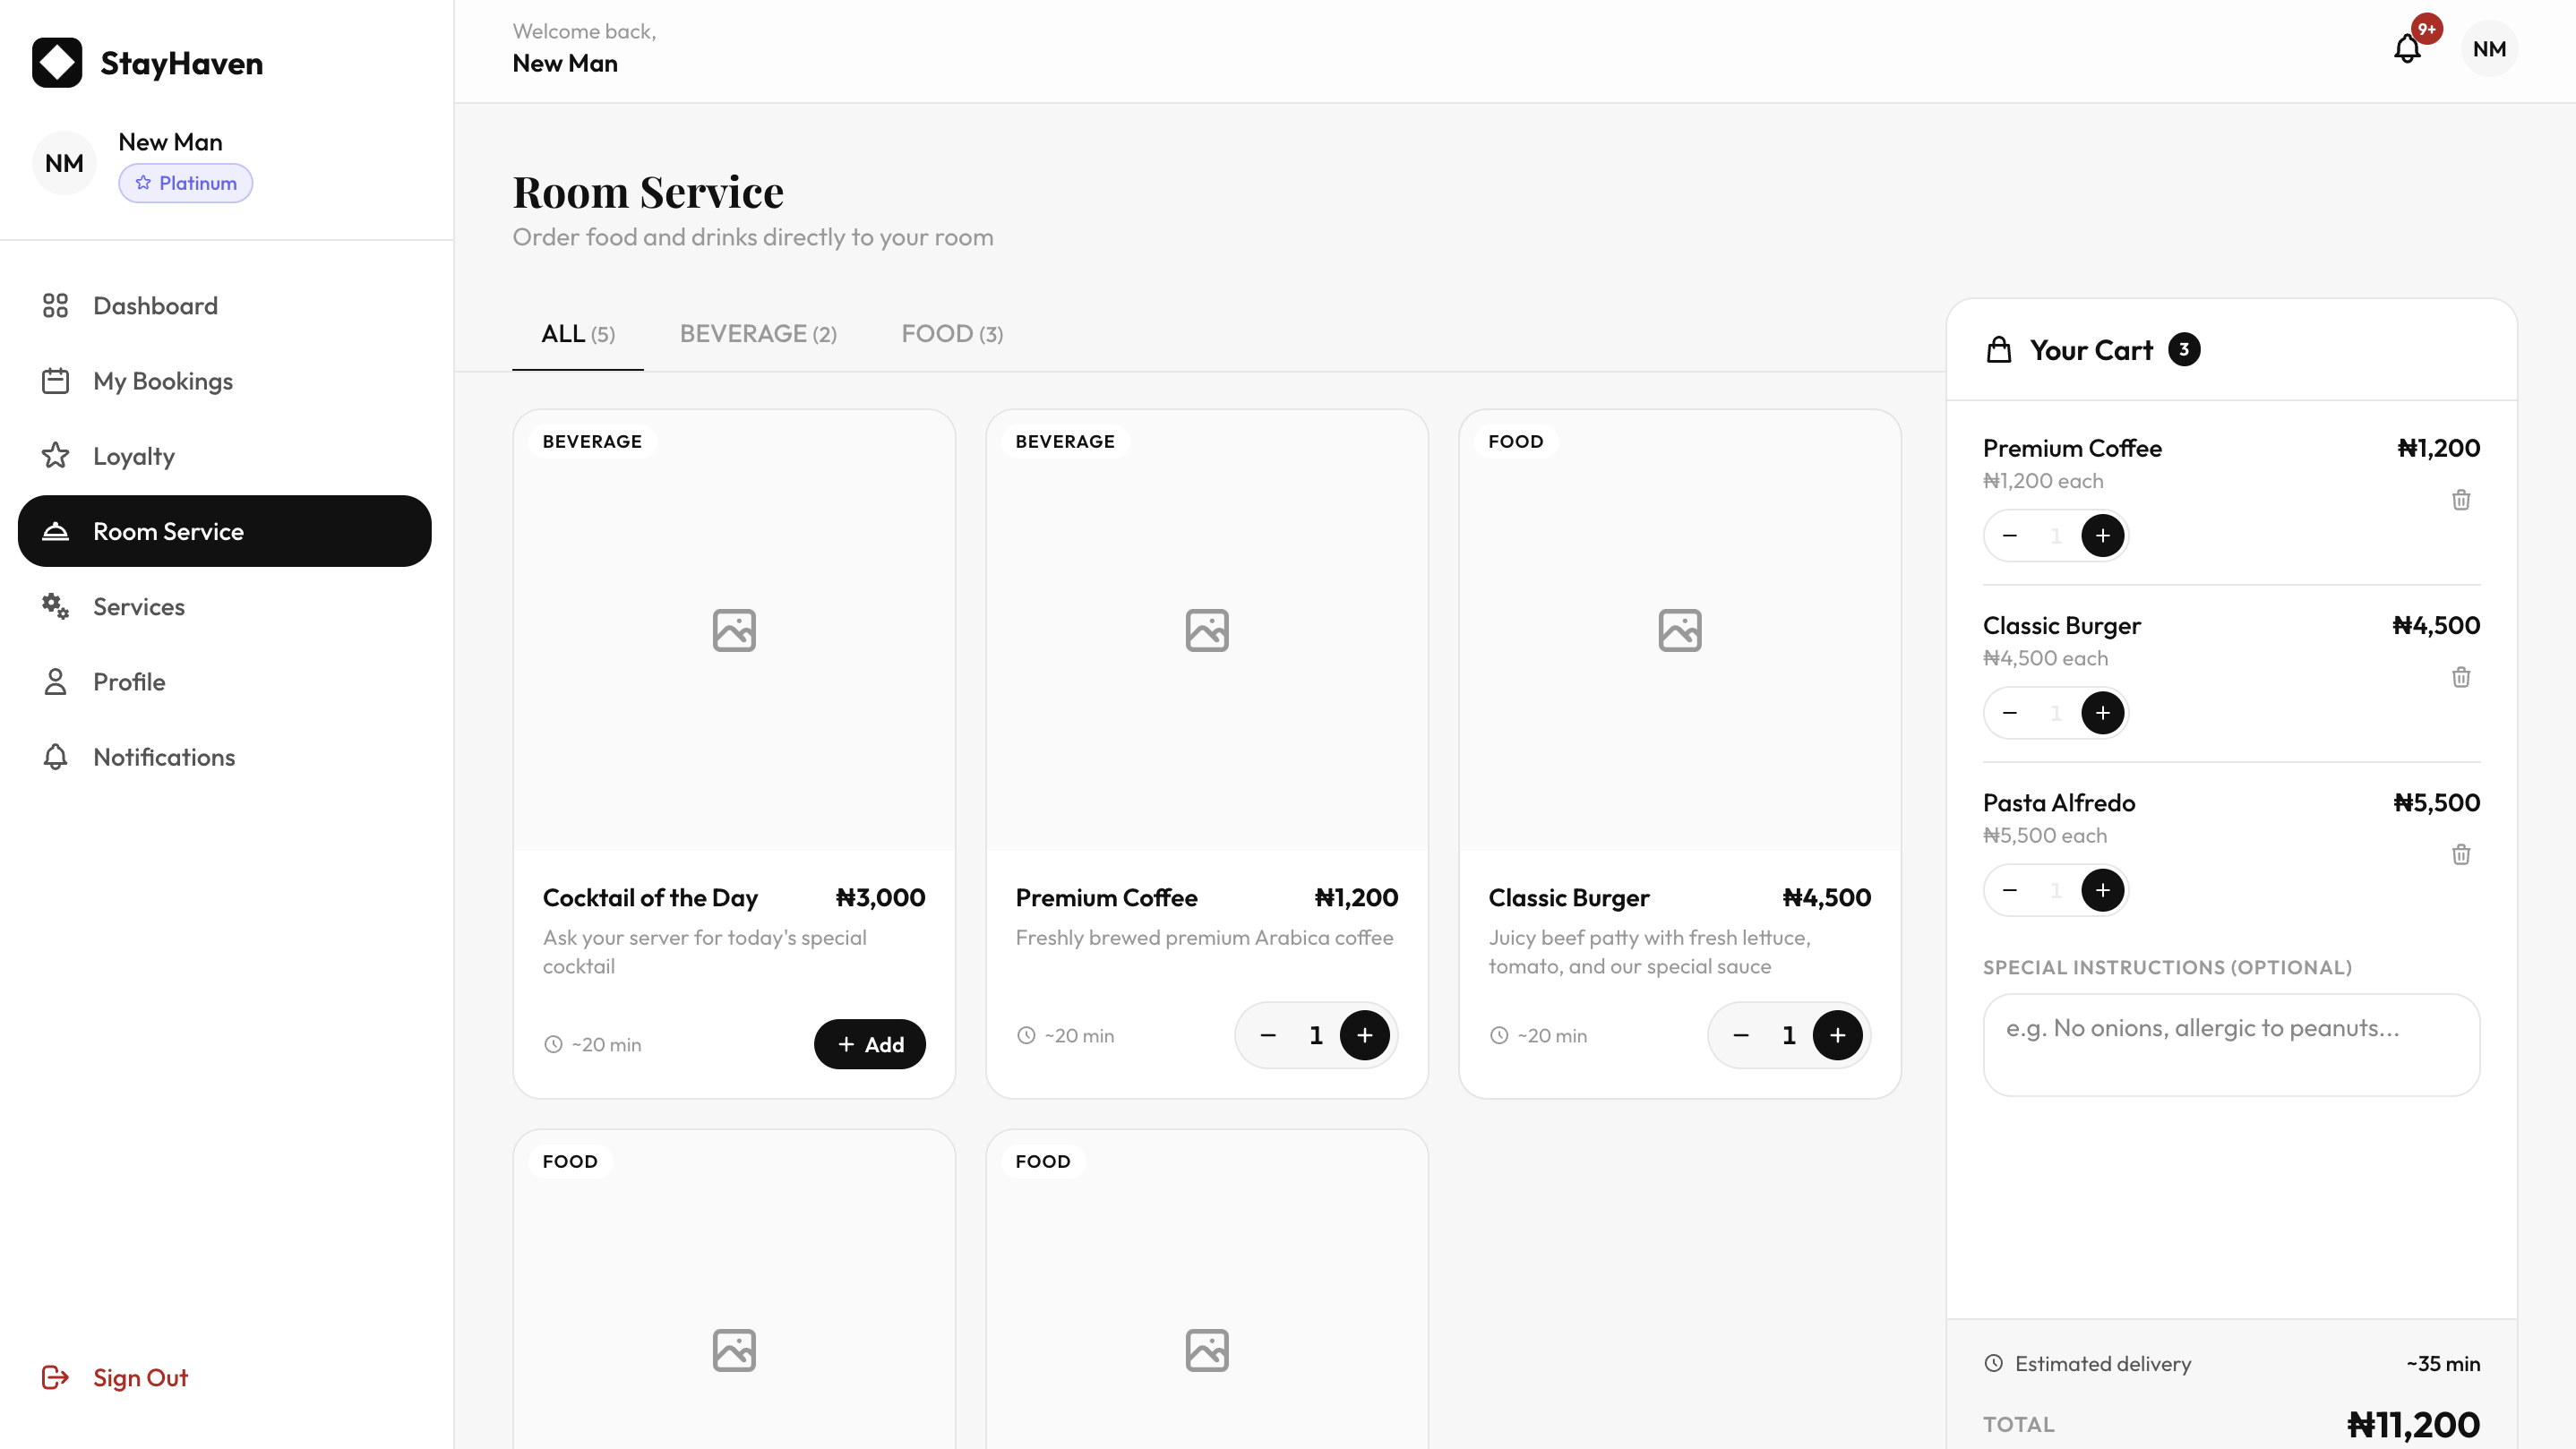 StayHaven
NM
New Man
Platinum
Dashboard
My Bookings
Loyalty
Room Service
Services
Profile
Notifications
Sign Out
Welcome back,
New Man
9+
NM
Room Service
Order food and drinks directly to your room
ALL (5)
BEVERAGE (2)
FOOD (3)
BEVERAGE
Cocktail of the Day
₦3,000
Ask your server for today's special
cocktail
~20 min
+ Add
BEVERAGE
Premium Coffee
₦1,200
Freshly brewed premium Arabica coffee
~20 min
− 1 +
FOOD
Classic Burger
₦4,500
Juicy beef patty with fresh lettuce,
tomato, and our special sauce
~20 min
− 1 +
FOOD
FOOD
Your Cart 3
Premium Coffee
₦1,200
₦1,200 each
− 1 +
Classic Burger
₦4,500
₦4,500 each
− 1 +
Pasta Alfredo
₦5,500
₦5,500 each
− 1 +
SPECIAL INSTRUCTIONS (OPTIONAL)
e.g. No onions, allergic to peanuts...
Estimated delivery
~35 min
TOTAL
₦11,200